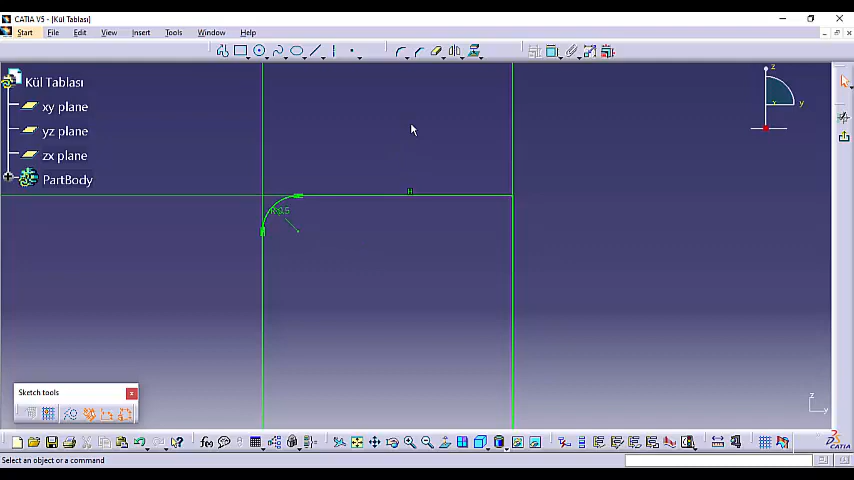 CATIA V5 - [Kül Tablası]
Start File Edit View Insert Tools Window Help
Kül Tablası
xy plane
yz plane
zx plane
PartBody
z
y
H
Sketch tools
z
y
f(x)
CATIA
Select an object or a command